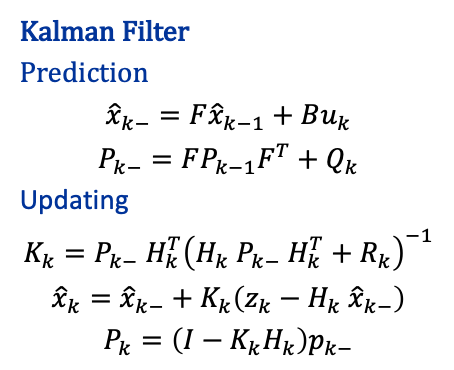 Kalman Filter
Prediction
x̂ₖ₋ = Fx̂ₖ₋₁ + Buₖ
Pₖ₋ = FPₖ₋₁Fᵀ + Qₖ
Updating
Kₖ = Pₖ₋ Hₖᵀ(Hₖ Pₖ₋ Hₖᵀ + Rₖ)⁻¹
x̂ₖ = x̂ₖ₋ + Kₖ(zₖ − Hₖ x̂ₖ₋)
Pₖ = (I − KₖHₖ)pₖ₋